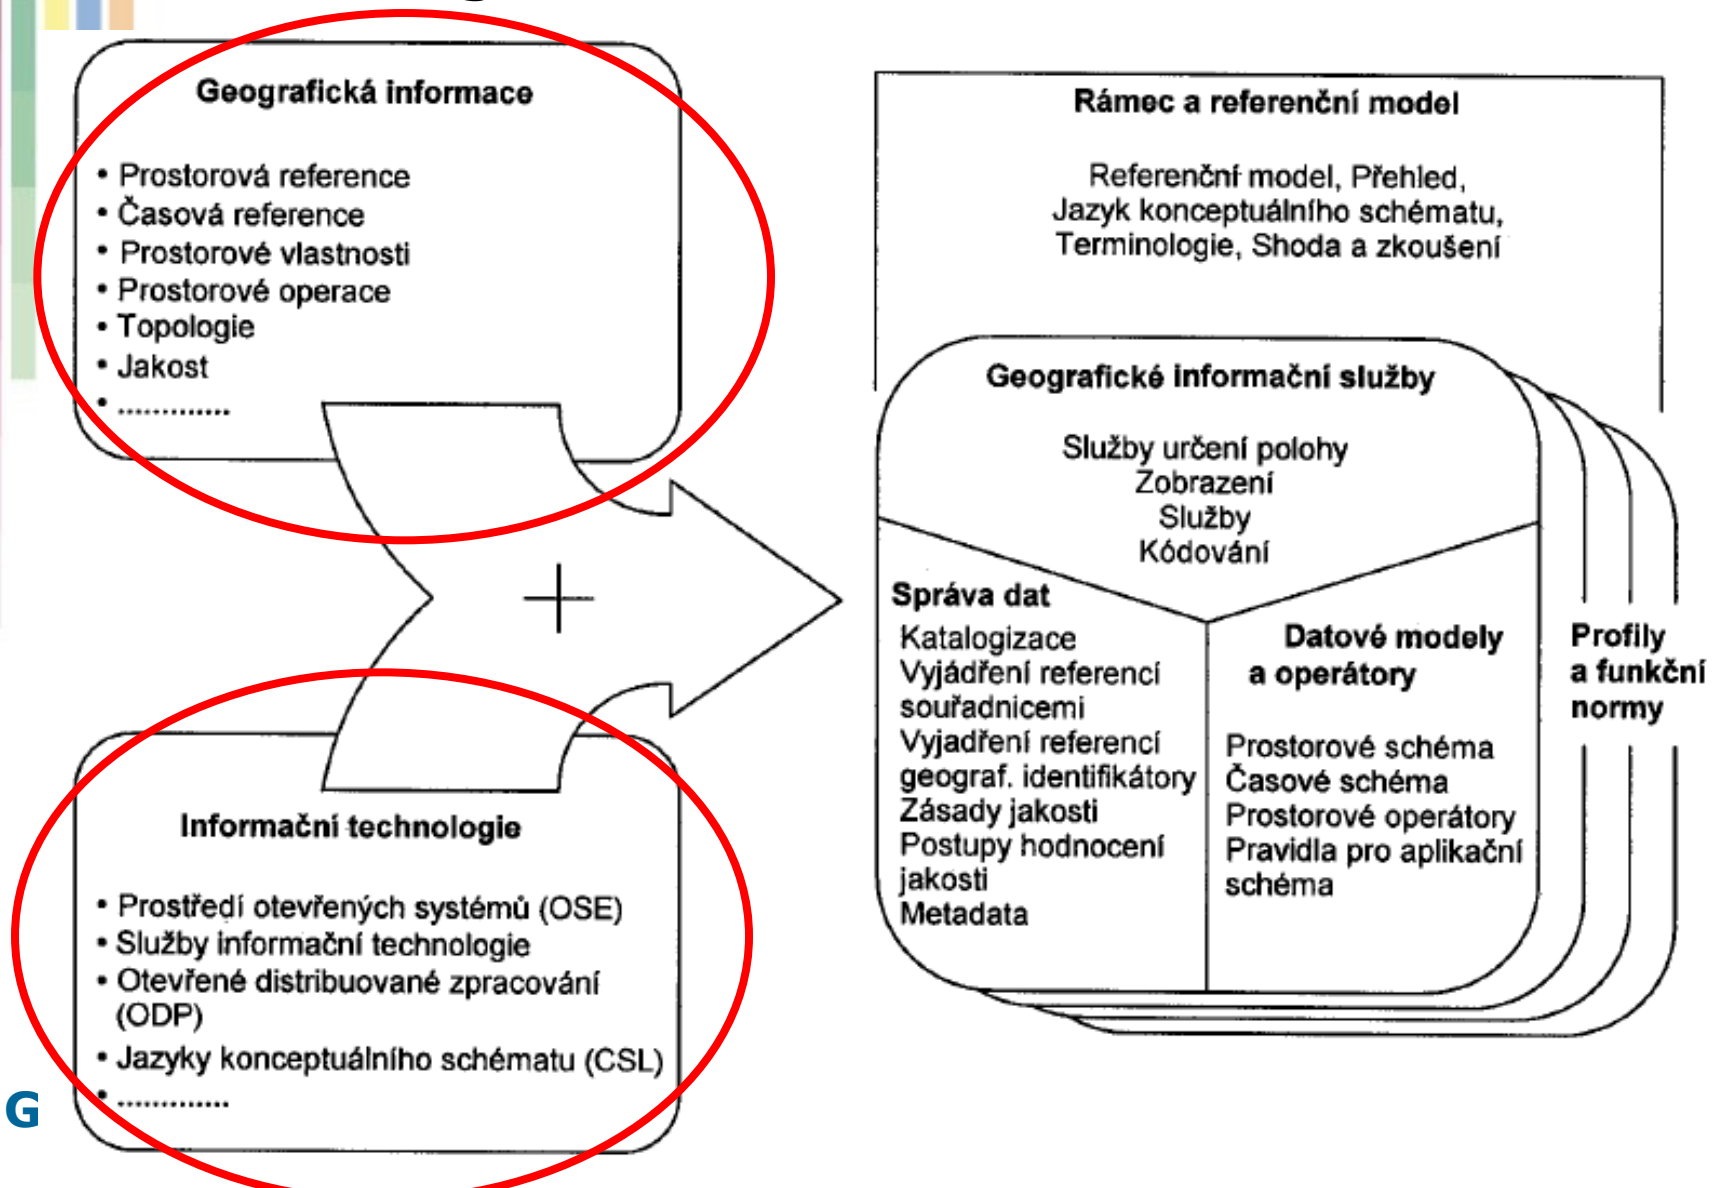 Geografická informace
• Prostorová reference
• Časová reference
• Prostorové vlastnosti
• Prostorové operace
• Topologie
• Jakost
• .............
Informační technologie
• Prostředí otevřených systémů (OSE)
• Služby informační technologie
• Otevřené distribuované zpracování
(ODP)
• Jazyky konceptuálního schématu (CSL)
• .............
G
Rámec a referenční model
Referenční model, Přehled,
Jazyk konceptuálního schématu,
Terminologie, Shoda a zkoušení
Geografické informační služby
Služby určení polohy
Zobrazení
Služby
Kódování
Správa dat
Katalogizace
Vyjádření referencí
souřadnicemi
Vyjadření referencí
geograf. identifikátory
Zásady jakosti
Postupy hodnocení
jakosti
Metadata
Datové modely
a operátory
Prostorové schéma
Časové schéma
Prostorové operátory
Pravidla pro aplikační
schéma
Profily
a funkční
normy